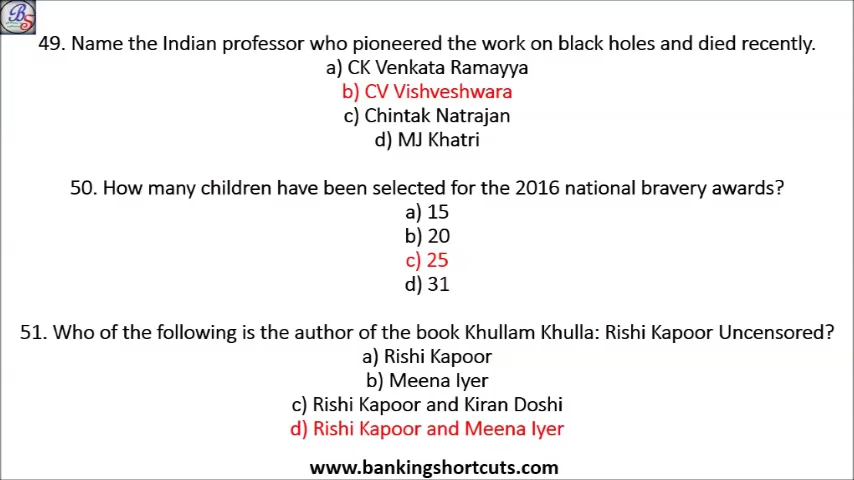 BS
49. Name the Indian professor who pioneered the work on black holes and died recently.
a) CK Venkata Ramayya
b) CV Vishveshwara
c) Chintak Natrajan
d) MJ Khatri
50. How many children have been selected for the 2016 national bravery awards?
a) 15
b) 20
c) 25
d) 31
51. Who of the following is the author of the book Khullam Khulla: Rishi Kapoor Uncensored?
a) Rishi Kapoor
b) Meena Iyer
c) Rishi Kapoor and Kiran Doshi
d) Rishi Kapoor and Meena Iyer
www.bankingshortcuts.com